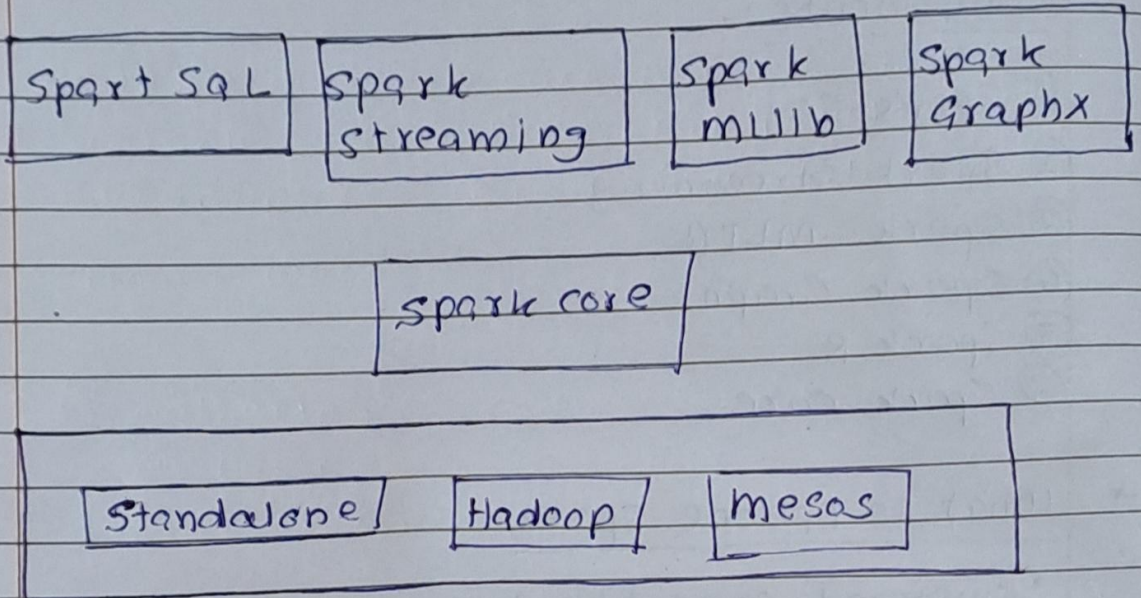 Spart SQL
Spark
streaming
Spark
mllib
Spark
Graphx
Spark core
Standalone
Hadoop
mesos